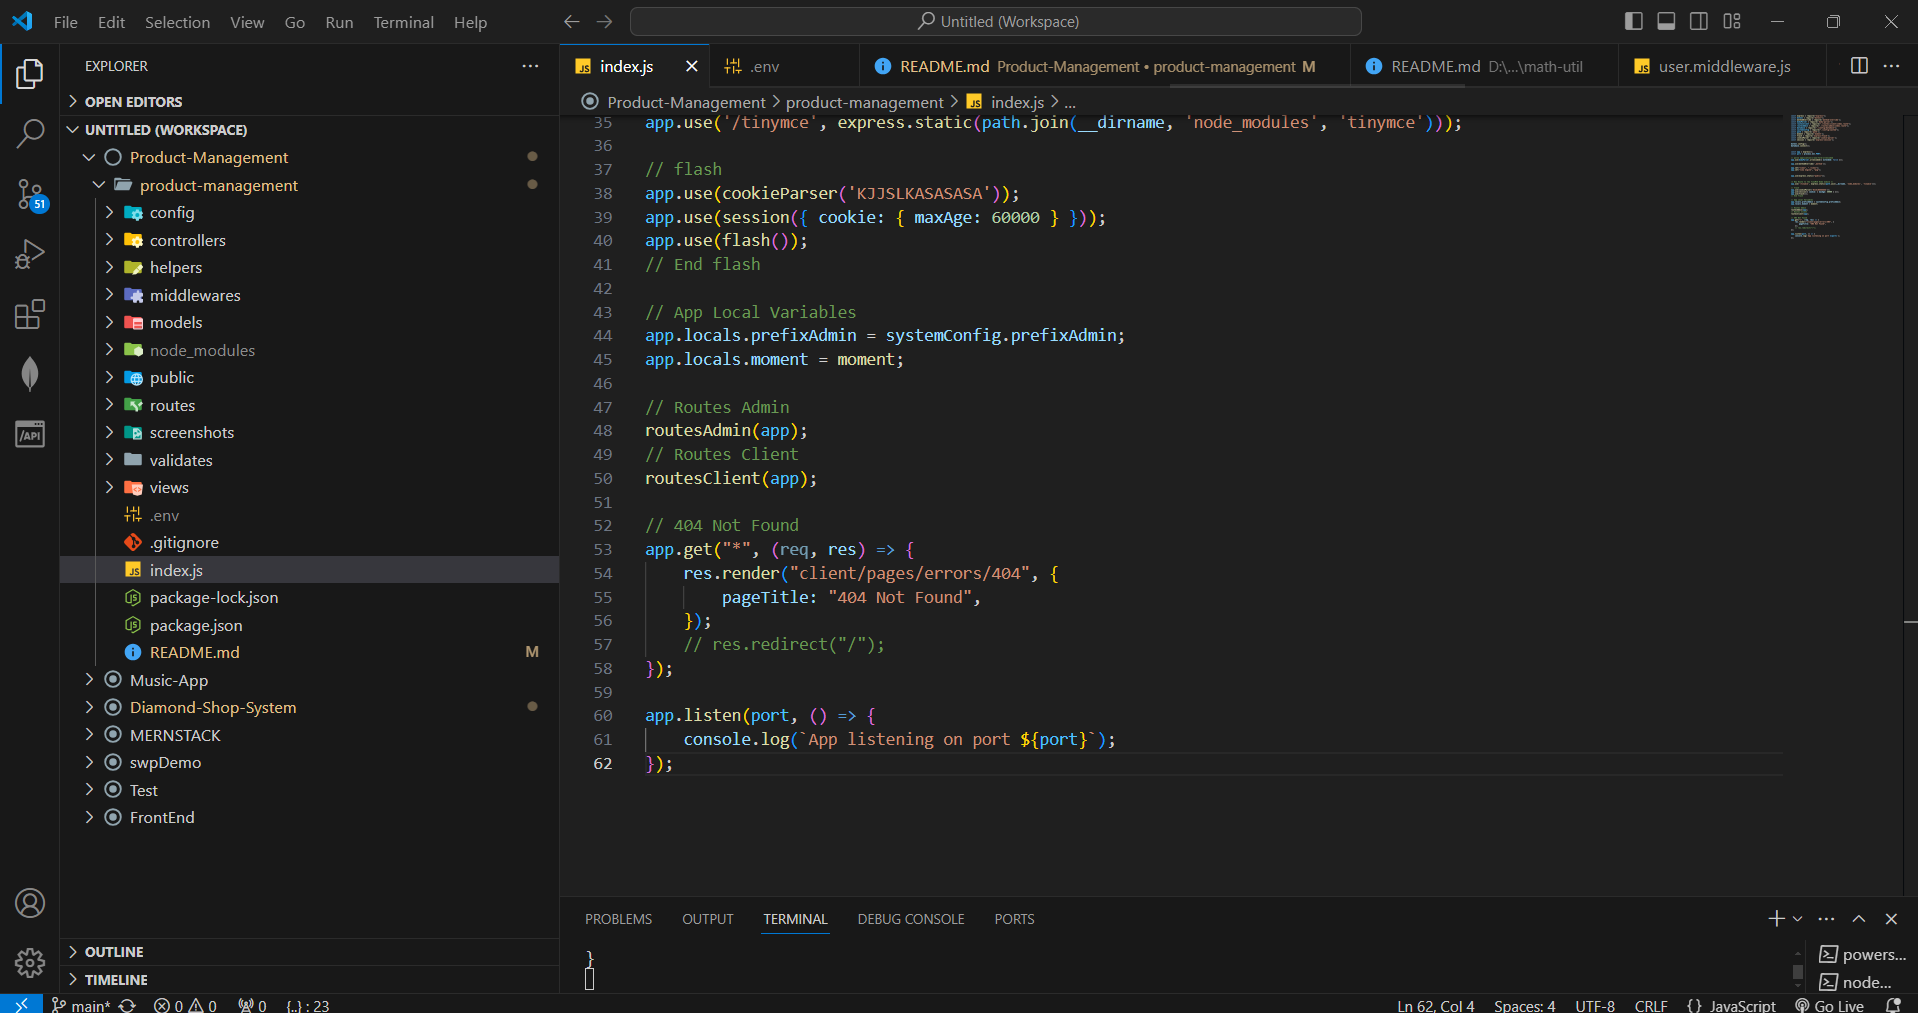 File Edit Selection View Go Run Terminal Help
Untitled (Workspace)
EXPLORER
OPEN EDITORS
UNTITLED (WORKSPACE)
Product-Management
product-management
config
controllers
helpers
middlewares
models
node_modules
public
routes
screenshots
validates
views
.env
.gitignore
JS index.js
package-lock.json
package.json
README.md M
Music-App
Diamond-Shop-System
MERNSTACK
swpDemo
Test
FrontEnd
OUTLINE
TIMELINE
51
/API
JS index.js
.env
README.md Product-Management • product-management M
README.md D:\...\math-util
JS user.middleware.js
Product-Management > product-management > JS index.js > ...
35 app.use('/tinymce', express.static(path.join(__dirname, 'node_modules', 'tinymce')));
36
37 // flash
38 app.use(cookieParser('KJJSLKASASASA'));
39 app.use(session({ cookie: { maxAge: 60000 } }));
40 app.use(flash());
41 // End flash
42
43 // App Local Variables
44 app.locals.prefixAdmin = systemConfig.prefixAdmin;
45 app.locals.moment = moment;
46
47 // Routes Admin
48 routesAdmin(app);
49 // Routes Client
50 routesClient(app);
51
52 // 404 Not Found
53 app.get("*", (req, res) => {
54 res.render("client/pages/errors/404", {
55 pageTitle: "404 Not Found",
56 });
57 // res.redirect("/");
58 });
59
60 app.listen(port, () => {
61 console.log(`App listening on port ${port}`);
62 });
PROBLEMS OUTPUT TERMINAL DEBUG CONSOLE PORTS
}
powers...
node...
main* 0 0 0 {..} : 23
Ln 62, Col 4 Spaces: 4 UTF-8 CRLF {} JavaScript Go Live